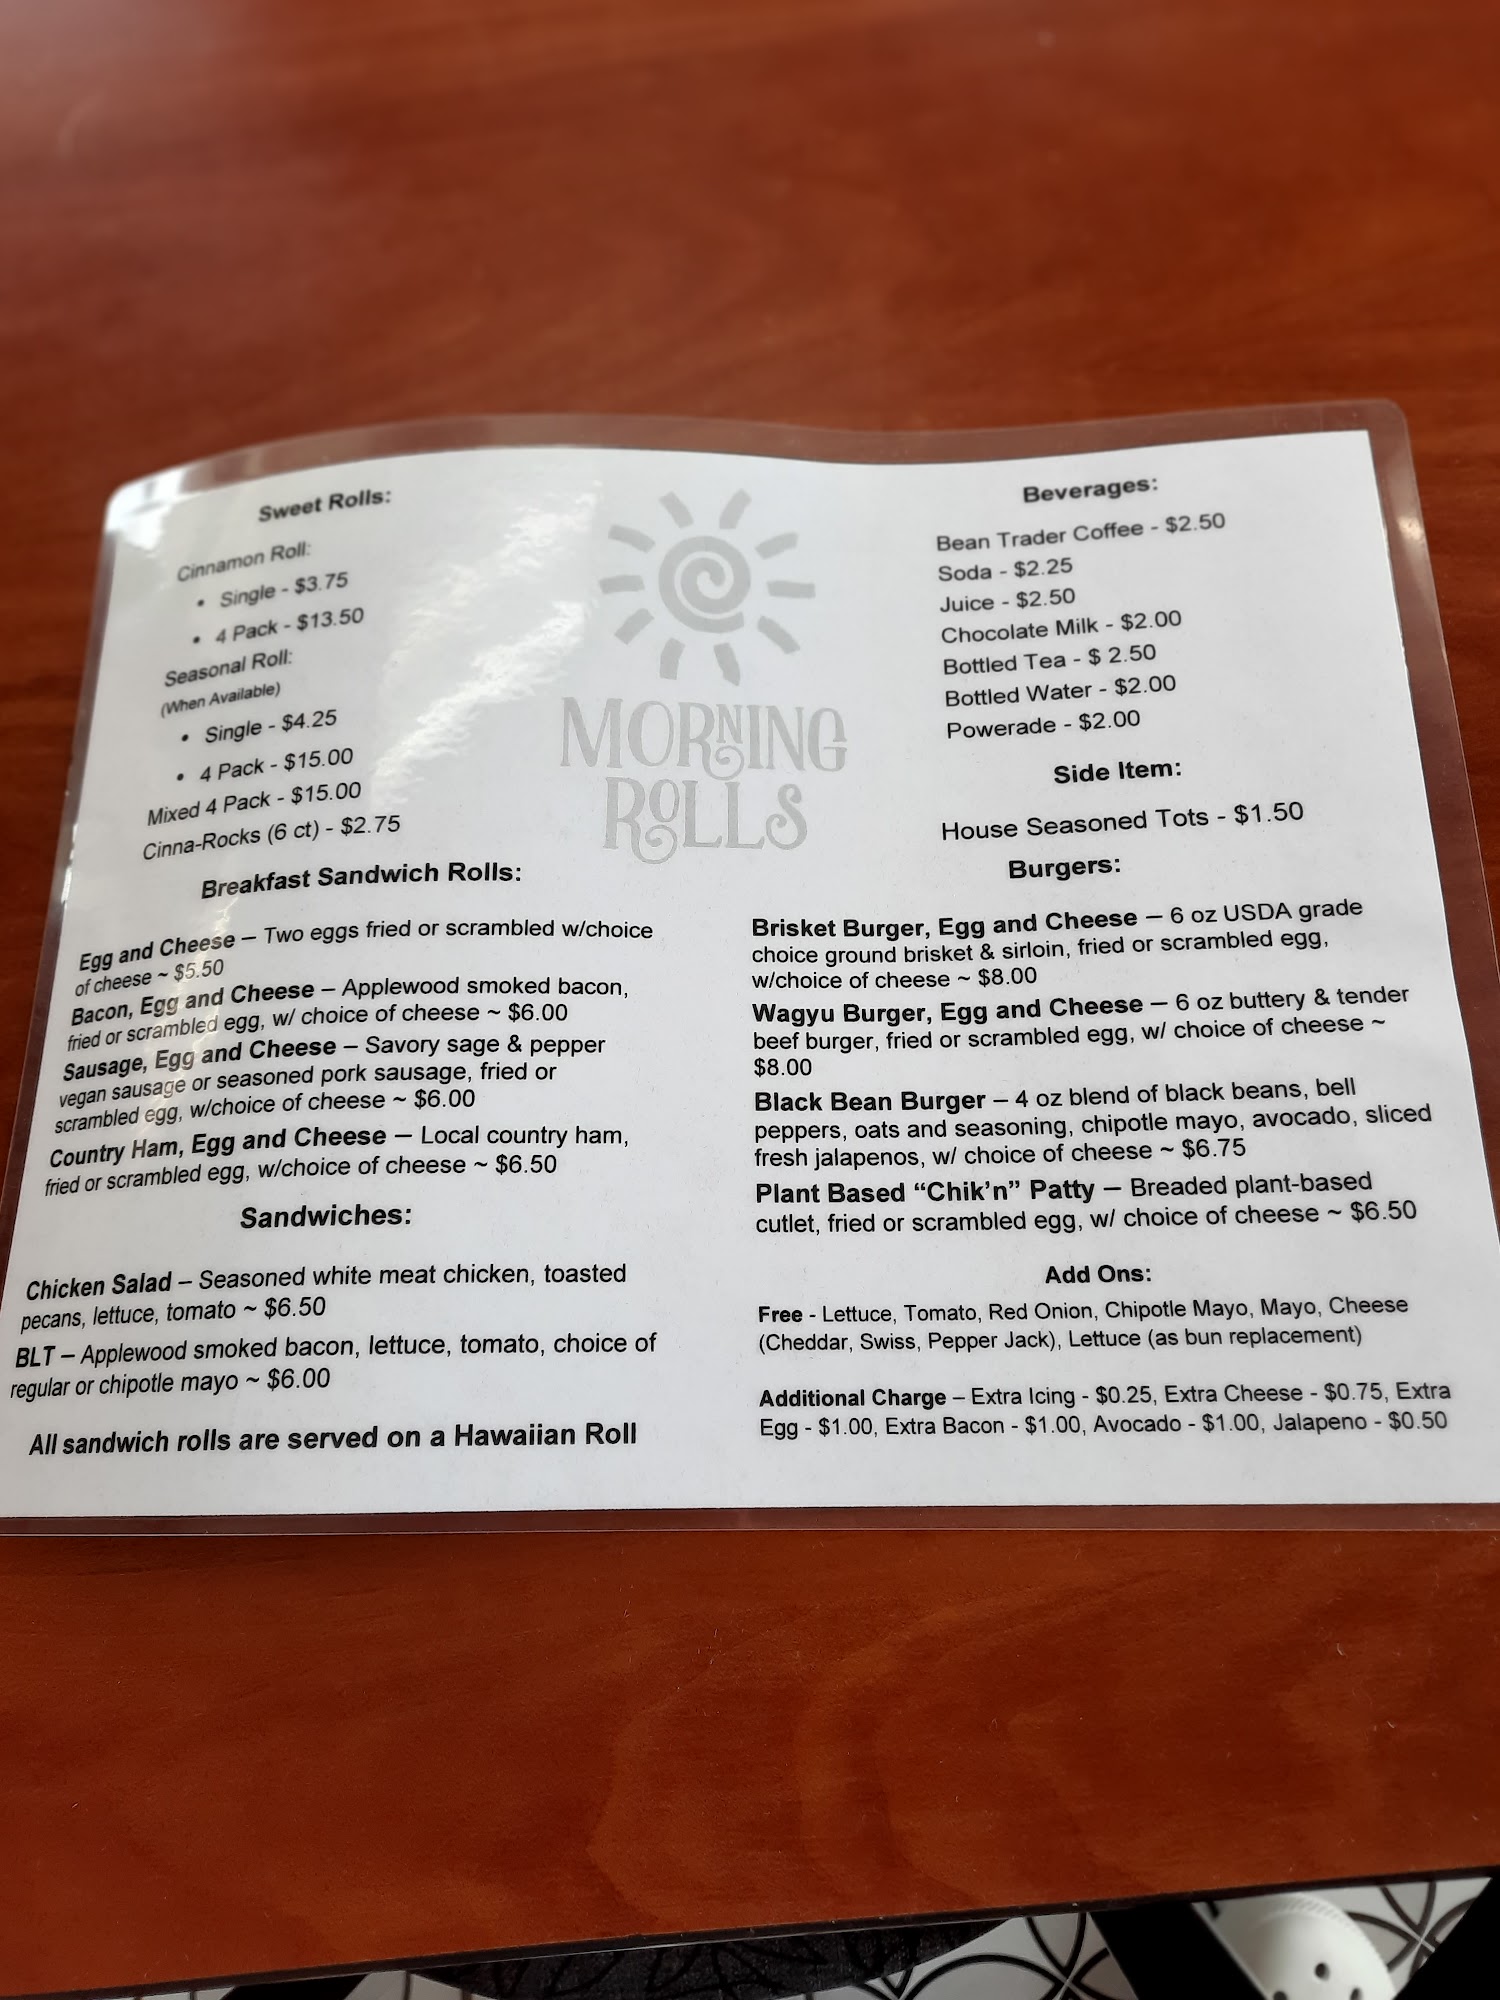 Sweet Rolls:
Cinnamon Roll:
• Single - $3.75
• 4 Pack - $13.50
Seasonal Roll:
(When Available)
• Single - $4.25
• 4 Pack - $15.00
Mixed 4 Pack - $15.00
Cinna-Rocks (6 ct) - $2.75
Breakfast Sandwich Rolls:
Egg and Cheese – Two eggs fried or scrambled w/choice
of cheese ~ $5.50
Bacon, Egg and Cheese – Applewood smoked bacon,
fried or scrambled egg, w/ choice of cheese ~ $6.00
Sausage, Egg and Cheese – Savory sage & pepper
vegan sausage or seasoned pork sausage, fried or
scrambled egg, w/choice of cheese ~ $6.00
Country Ham, Egg and Cheese – Local country ham,
fried or scrambled egg, w/choice of cheese ~ $6.50
Sandwiches:
Chicken Salad – Seasoned white meat chicken, toasted
pecans, lettuce, tomato ~ $6.50
BLT – Applewood smoked bacon, lettuce, tomato, choice of
regular or chipotle mayo ~ $6.00
All sandwich rolls are served on a Hawaiian Roll
MORNING
ROLLS
Beverages:
Bean Trader Coffee - $2.50
Soda - $2.25
Juice - $2.50
Chocolate Milk - $2.00
Bottled Tea - $ 2.50
Bottled Water - $2.00
Powerade - $2.00
Side Item:
House Seasoned Tots - $1.50
Burgers:
Brisket Burger, Egg and Cheese – 6 oz USDA grade
choice ground brisket & sirloin, fried or scrambled egg,
w/choice of cheese ~ $8.00
Wagyu Burger, Egg and Cheese – 6 oz buttery & tender
beef burger, fried or scrambled egg, w/ choice of cheese ~
$8.00
Black Bean Burger – 4 oz blend of black beans, bell
peppers, oats and seasoning, chipotle mayo, avocado, sliced
fresh jalapenos, w/ choice of cheese ~ $6.75
Plant Based “Chik’n” Patty – Breaded plant-based
cutlet, fried or scrambled egg, w/ choice of cheese ~ $6.50
Add Ons:
Free - Lettuce, Tomato, Red Onion, Chipotle Mayo, Mayo, Cheese
(Cheddar, Swiss, Pepper Jack), Lettuce (as bun replacement)
Additional Charge – Extra Icing - $0.25, Extra Cheese - $0.75, Extra
Egg - $1.00, Extra Bacon - $1.00, Avocado - $1.00, Jalapeno - $0.50